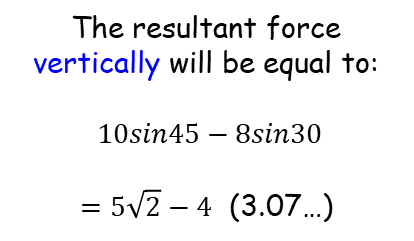 The resultant force
vertically will be equal to:
10sin45 − 8sin30
= 5√2 − 4 (3.07…)